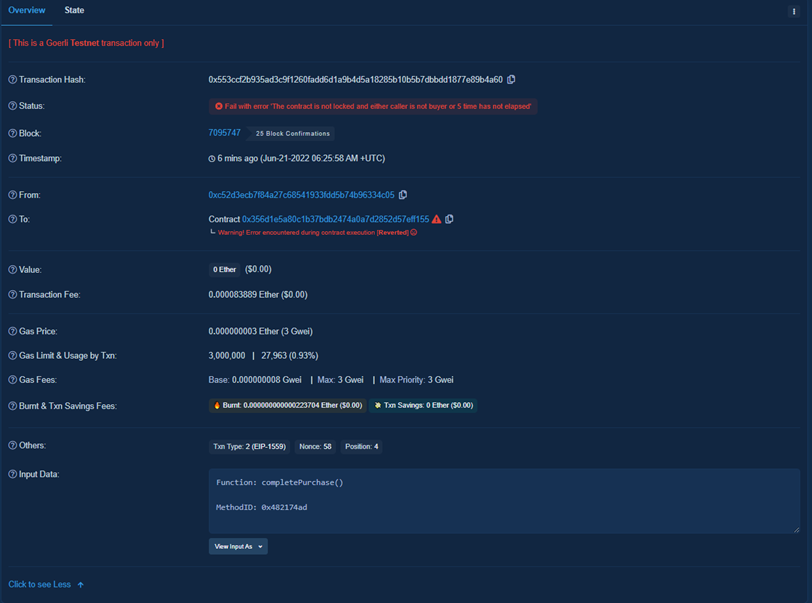 Overview State
[ This is a Goerli Testnet transaction only ]
Transaction Hash: 0x553ccf2b935ad3c9f1260fadd6d1a9b4d5a18285b10b5b7dbbdd1877e89b4a60
Status: Fail with error 'The contract is not locked and either caller is not buyer or 5 time has not elapsed'
Block: 7095747 25 Block Confirmations
Timestamp: 6 mins ago (Jun-21-2022 06:25:58 AM +UTC)
From: 0xc52d3ecb7f84a27c68541933fdd5b74b96334c05
To: Contract 0x356d1e5a80c1b37bdb2474a0a7d2852d57eff155
Warning! Error encountered during contract execution [Reverted]
Value: 0 Ether ($0.00)
Transaction Fee: 0.000083889 Ether ($0.00)
Gas Price: 0.000000003 Ether (3 Gwei)
Gas Limit & Usage by Txn: 3,000,000 | 27,963 (0.93%)
Gas Fees: Base: 0.000000008 Gwei | Max: 3 Gwei | Max Priority: 3 Gwei
Burnt & Txn Savings Fees: Burnt: 0.000000000000223704 Ether ($0.00) Txn Savings: 0 Ether ($0.00)
Others: Txn Type: 2 (EIP-1559) Nonce: 58 Position: 4
Input Data: Function: completePurchase()
MethodID: 0x482174ad
View Input As
Click to see Less